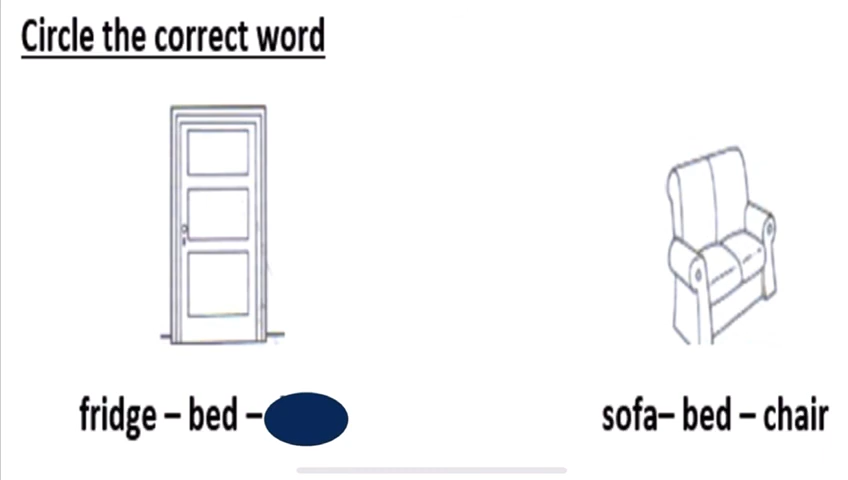 Circle the correct word
fridge – bed –
sofa– bed – chair